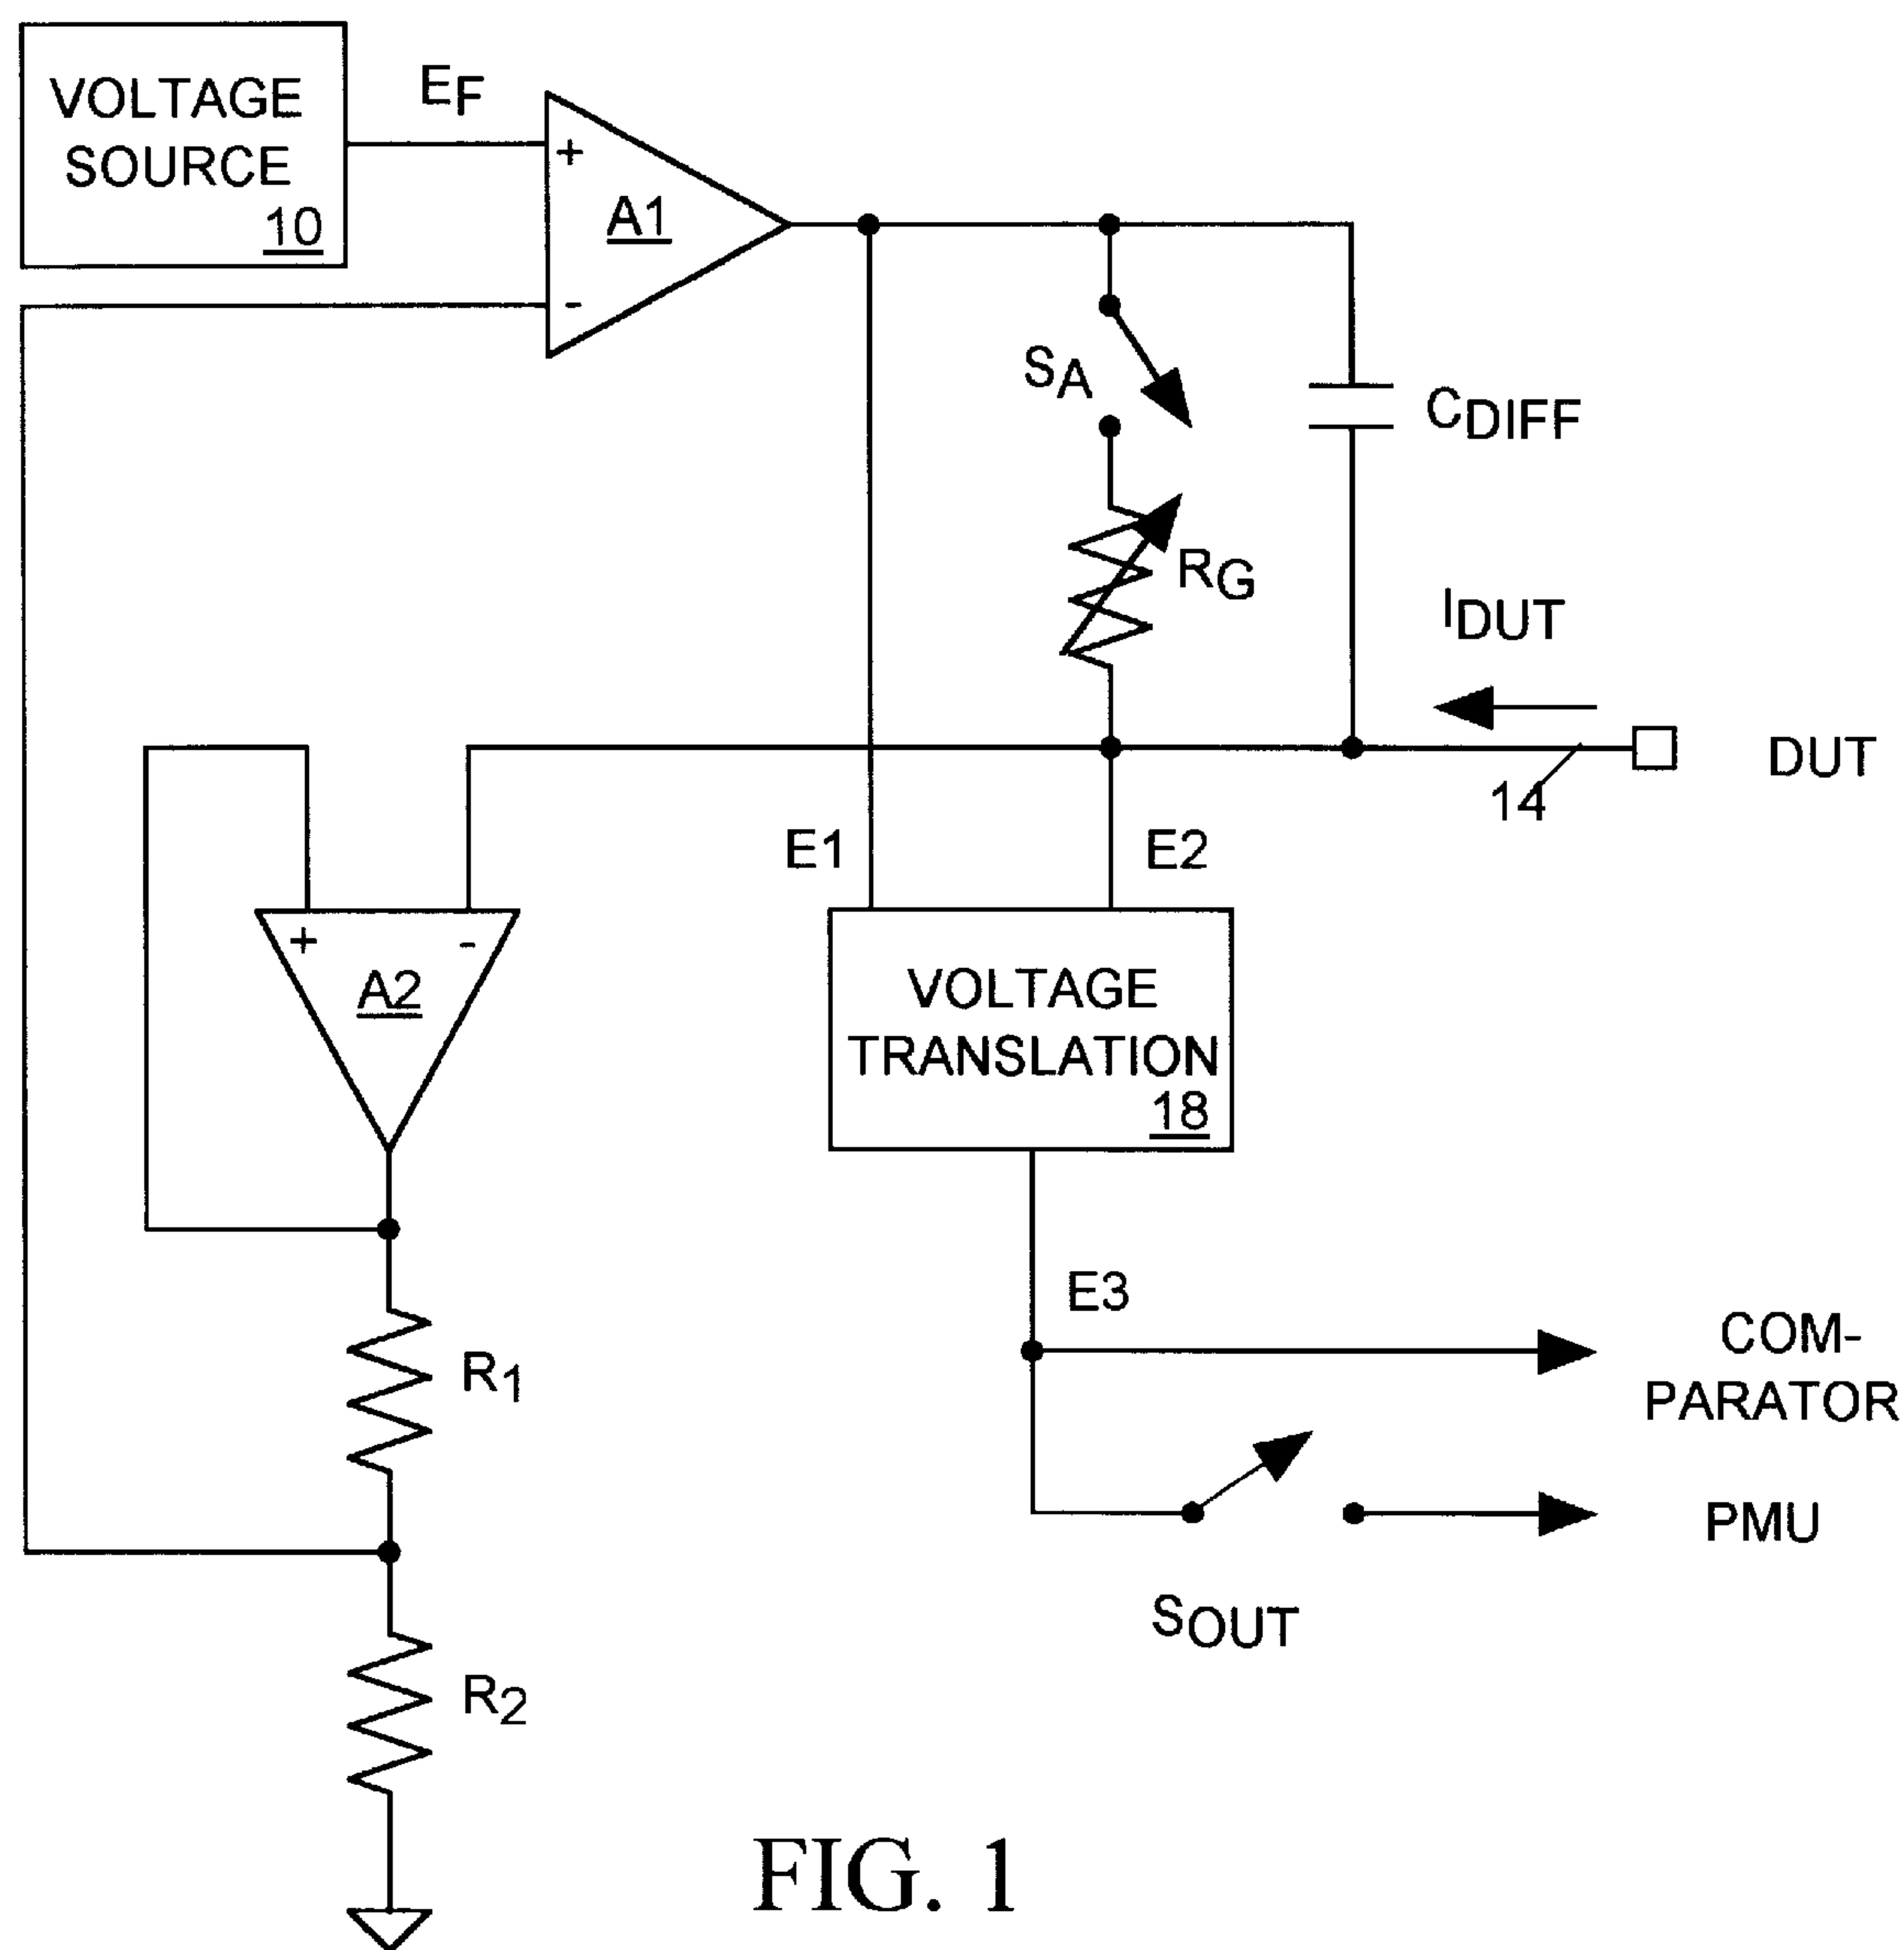 VOLTAGE
SOURCE
10
EF
+
A1
-
SA
CDIFF
RG
IDUT
DUT
14
E1
E2
+
-
A2
VOLTAGE
TRANSLATION
18
E3
COM-
PARATOR
R1
PMU
SOUT
R2
FIG. 1